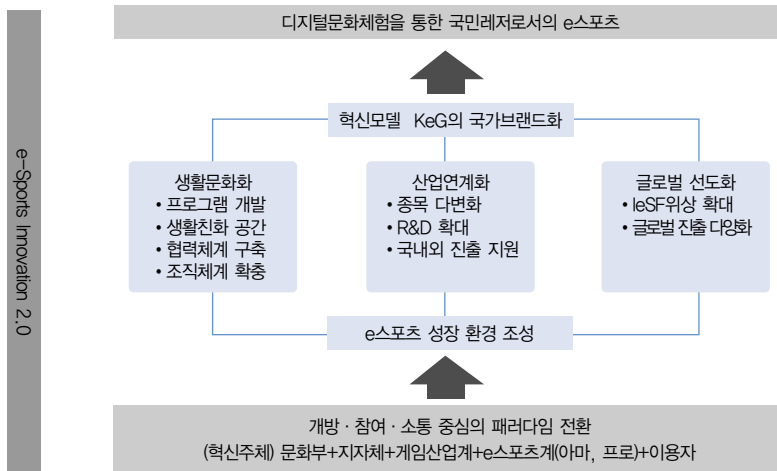 e-Sports Innovation 2.0
디지털문화체험을 통한 국민레저로서의 e스포츠
혁신모델 KeG의 국가브랜드화
생활문화화
• 프로그램 개발
• 생활친화 공간
• 협력체계 구축
• 조직체계 확충
산업연계화
• 종목 다변화
• R&D 확대
• 국내외 진출 지원
글로벌 선도화
• IeSF위상 확대
• 글로벌 진출 다양화
e스포츠 성장 환경 조성
개방·참여·소통 중심의 패러다임 전환
(혁신주체) 문화부+지자체+게임산업계+e스포츠계(아마, 프로)+이용자